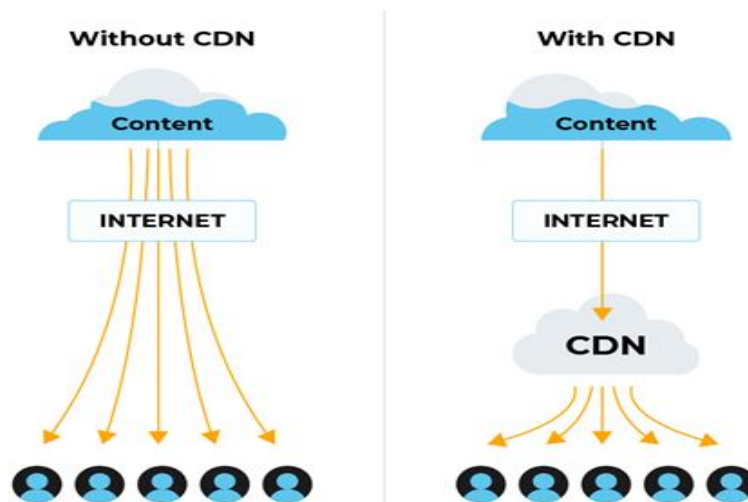 Without CDN
Content
INTERNET
With CDN
Content
INTERNET
CDN